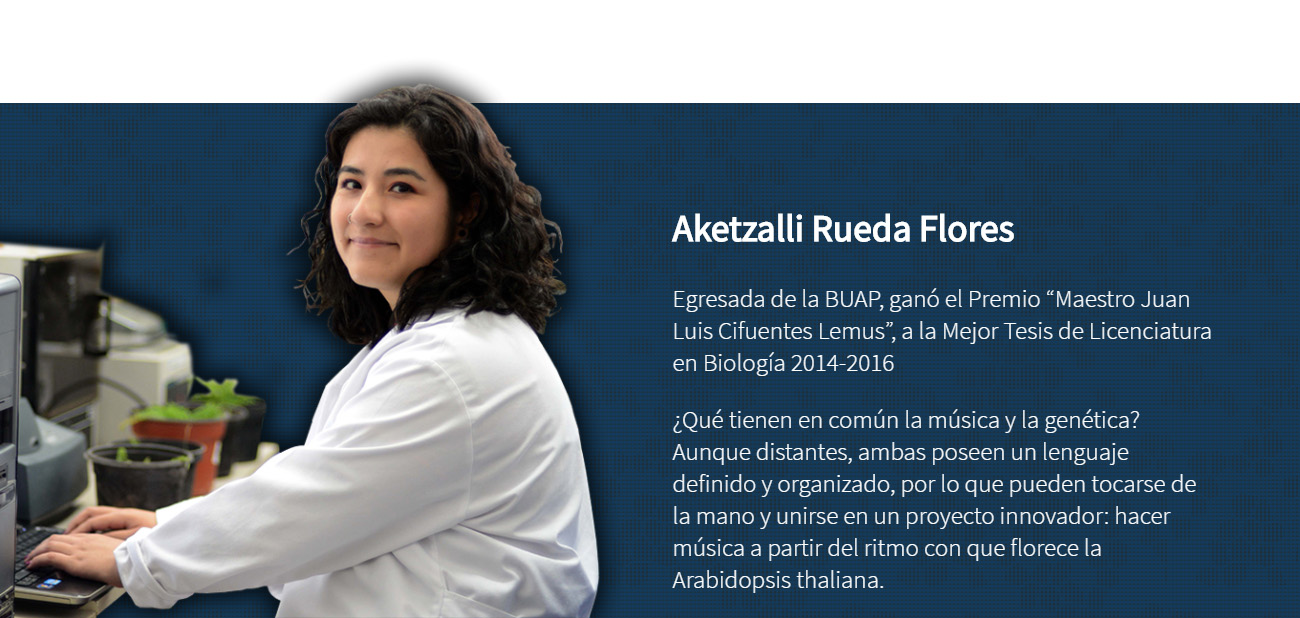 Aketzalli Rueda Flores
Egresada de la BUAP, ganó el Premio “Maestro Juan
Luis Cifuentes Lemus”, a la Mejor Tesis de Licenciatura
en Biología 2014-2016
¿Qué tienen en común la música y la genética?
Aunque distantes, ambas poseen un lenguaje
definido y organizado, por lo que pueden tocarse de
la mano y unirse en un proyecto innovador: hacer
música a partir del ritmo con que florece la
Arabidopsis thaliana.